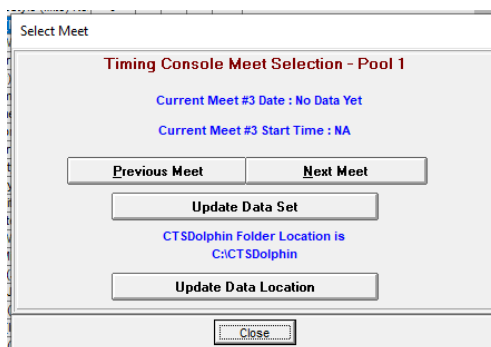 Select Meet
Timing Console Meet Selection - Pool 1
Current Meet #3 Date : No Data Yet
Current Meet #3 Start Time : NA
Previous Meet
Next Meet
Update Data Set
CTSDolphin Folder Location is
C:\CTSDolphin
Update Data Location
Close